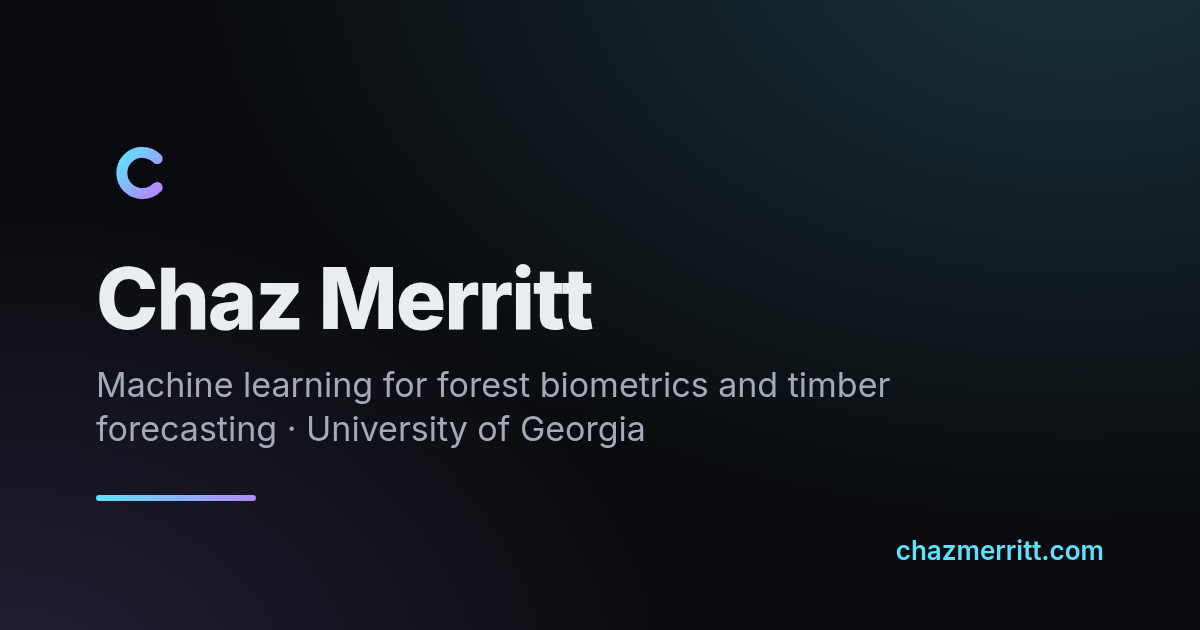 C
Chaz Merritt
Machine learning for forest biometrics and timber
forecasting · University of Georgia
chazmerritt.com